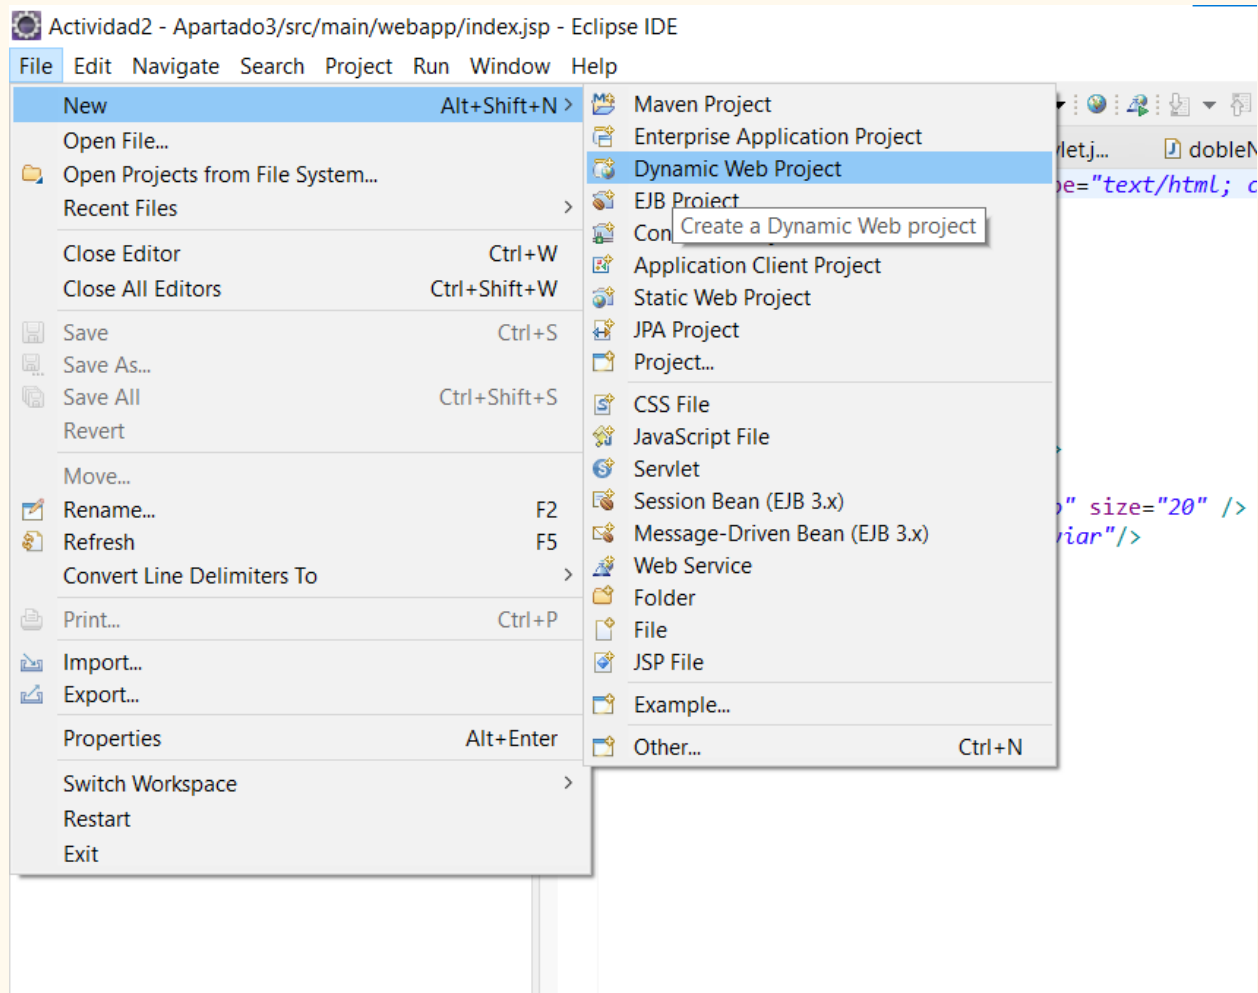 Actividad2 - Apartado3/src/main/webapp/index.jsp - Eclipse IDE
File Edit Navigate Search Project Run Window Help
New Alt+Shift+N >
Open File...
Open Projects from File System...
Recent Files >
Close Editor Ctrl+W
Close All Editors Ctrl+Shift+W
Save Ctrl+S
Save As...
Save All Ctrl+Shift+S
Revert
Move...
Rename... F2
Refresh F5
Convert Line Delimiters To >
Print... Ctrl+P
Import...
Export...
Properties Alt+Enter
Switch Workspace >
Restart
Exit
Maven Project
Enterprise Application Project
Dynamic Web Project
EJB Project
Create a Dynamic Web project
Application Client Project
Static Web Project
JPA Project
Project...
CSS File
JavaScript File
Servlet
Session Bean (EJB 3.x)
Message-Driven Bean (EJB 3.x)
Web Service
Folder
File
JSP File
Example...
Other... Ctrl+N
let.j... dobleN
pe="text/html; c
" size="20" />
iar"/>